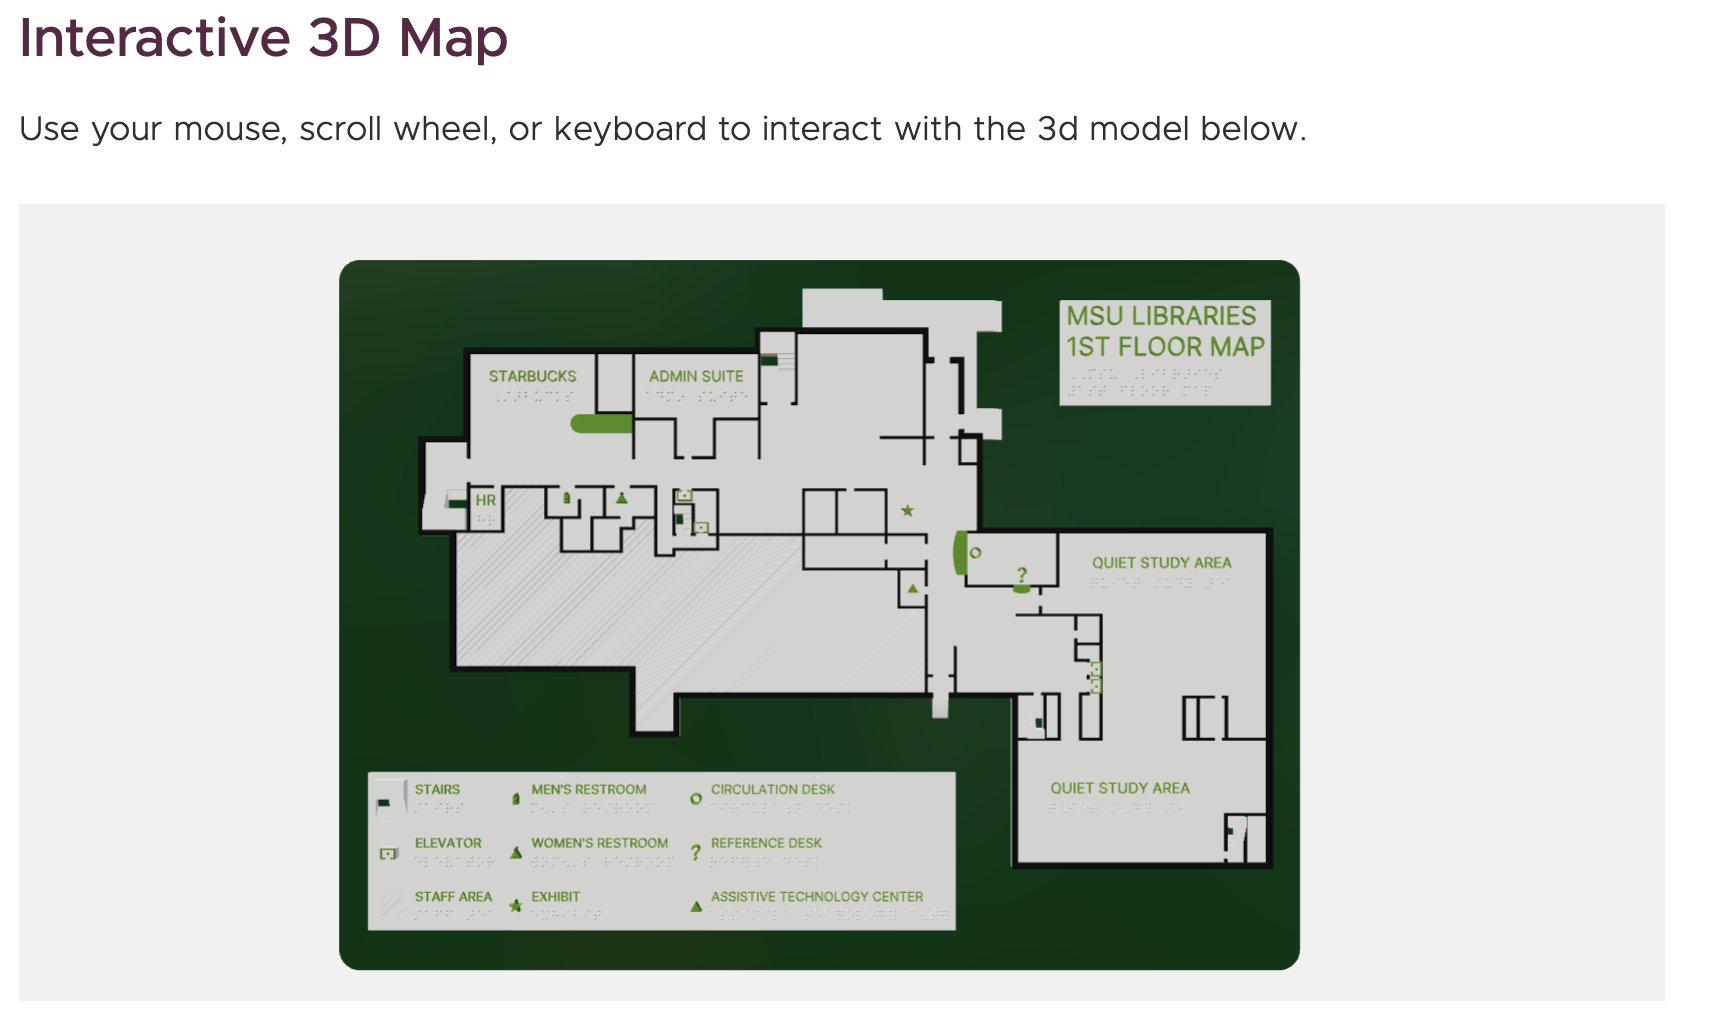 Interactive 3D Map
Use your mouse, scroll wheel, or keyboard to interact with the 3d model below.
MSU LIBRARIES
1ST FLOOR MAP
STARBUCKS
ADMIN SUITE
HR
?
QUIET STUDY AREA
QUIET STUDY AREA
STAIRS
MEN'S RESTROOM
CIRCULATION DESK
ELEVATOR
WOMEN'S RESTROOM
? REFERENCE DESK
STAFF AREA
EXHIBIT
ASSISTIVE TECHNOLOGY CENTER